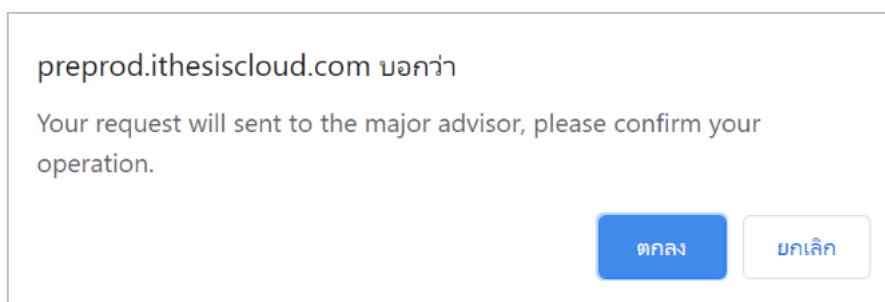 preprod.ithesiscloud.com บอกว่า
Your request will sent to the major advisor, please confirm your
operation.
ตกลง
ยกเลิก